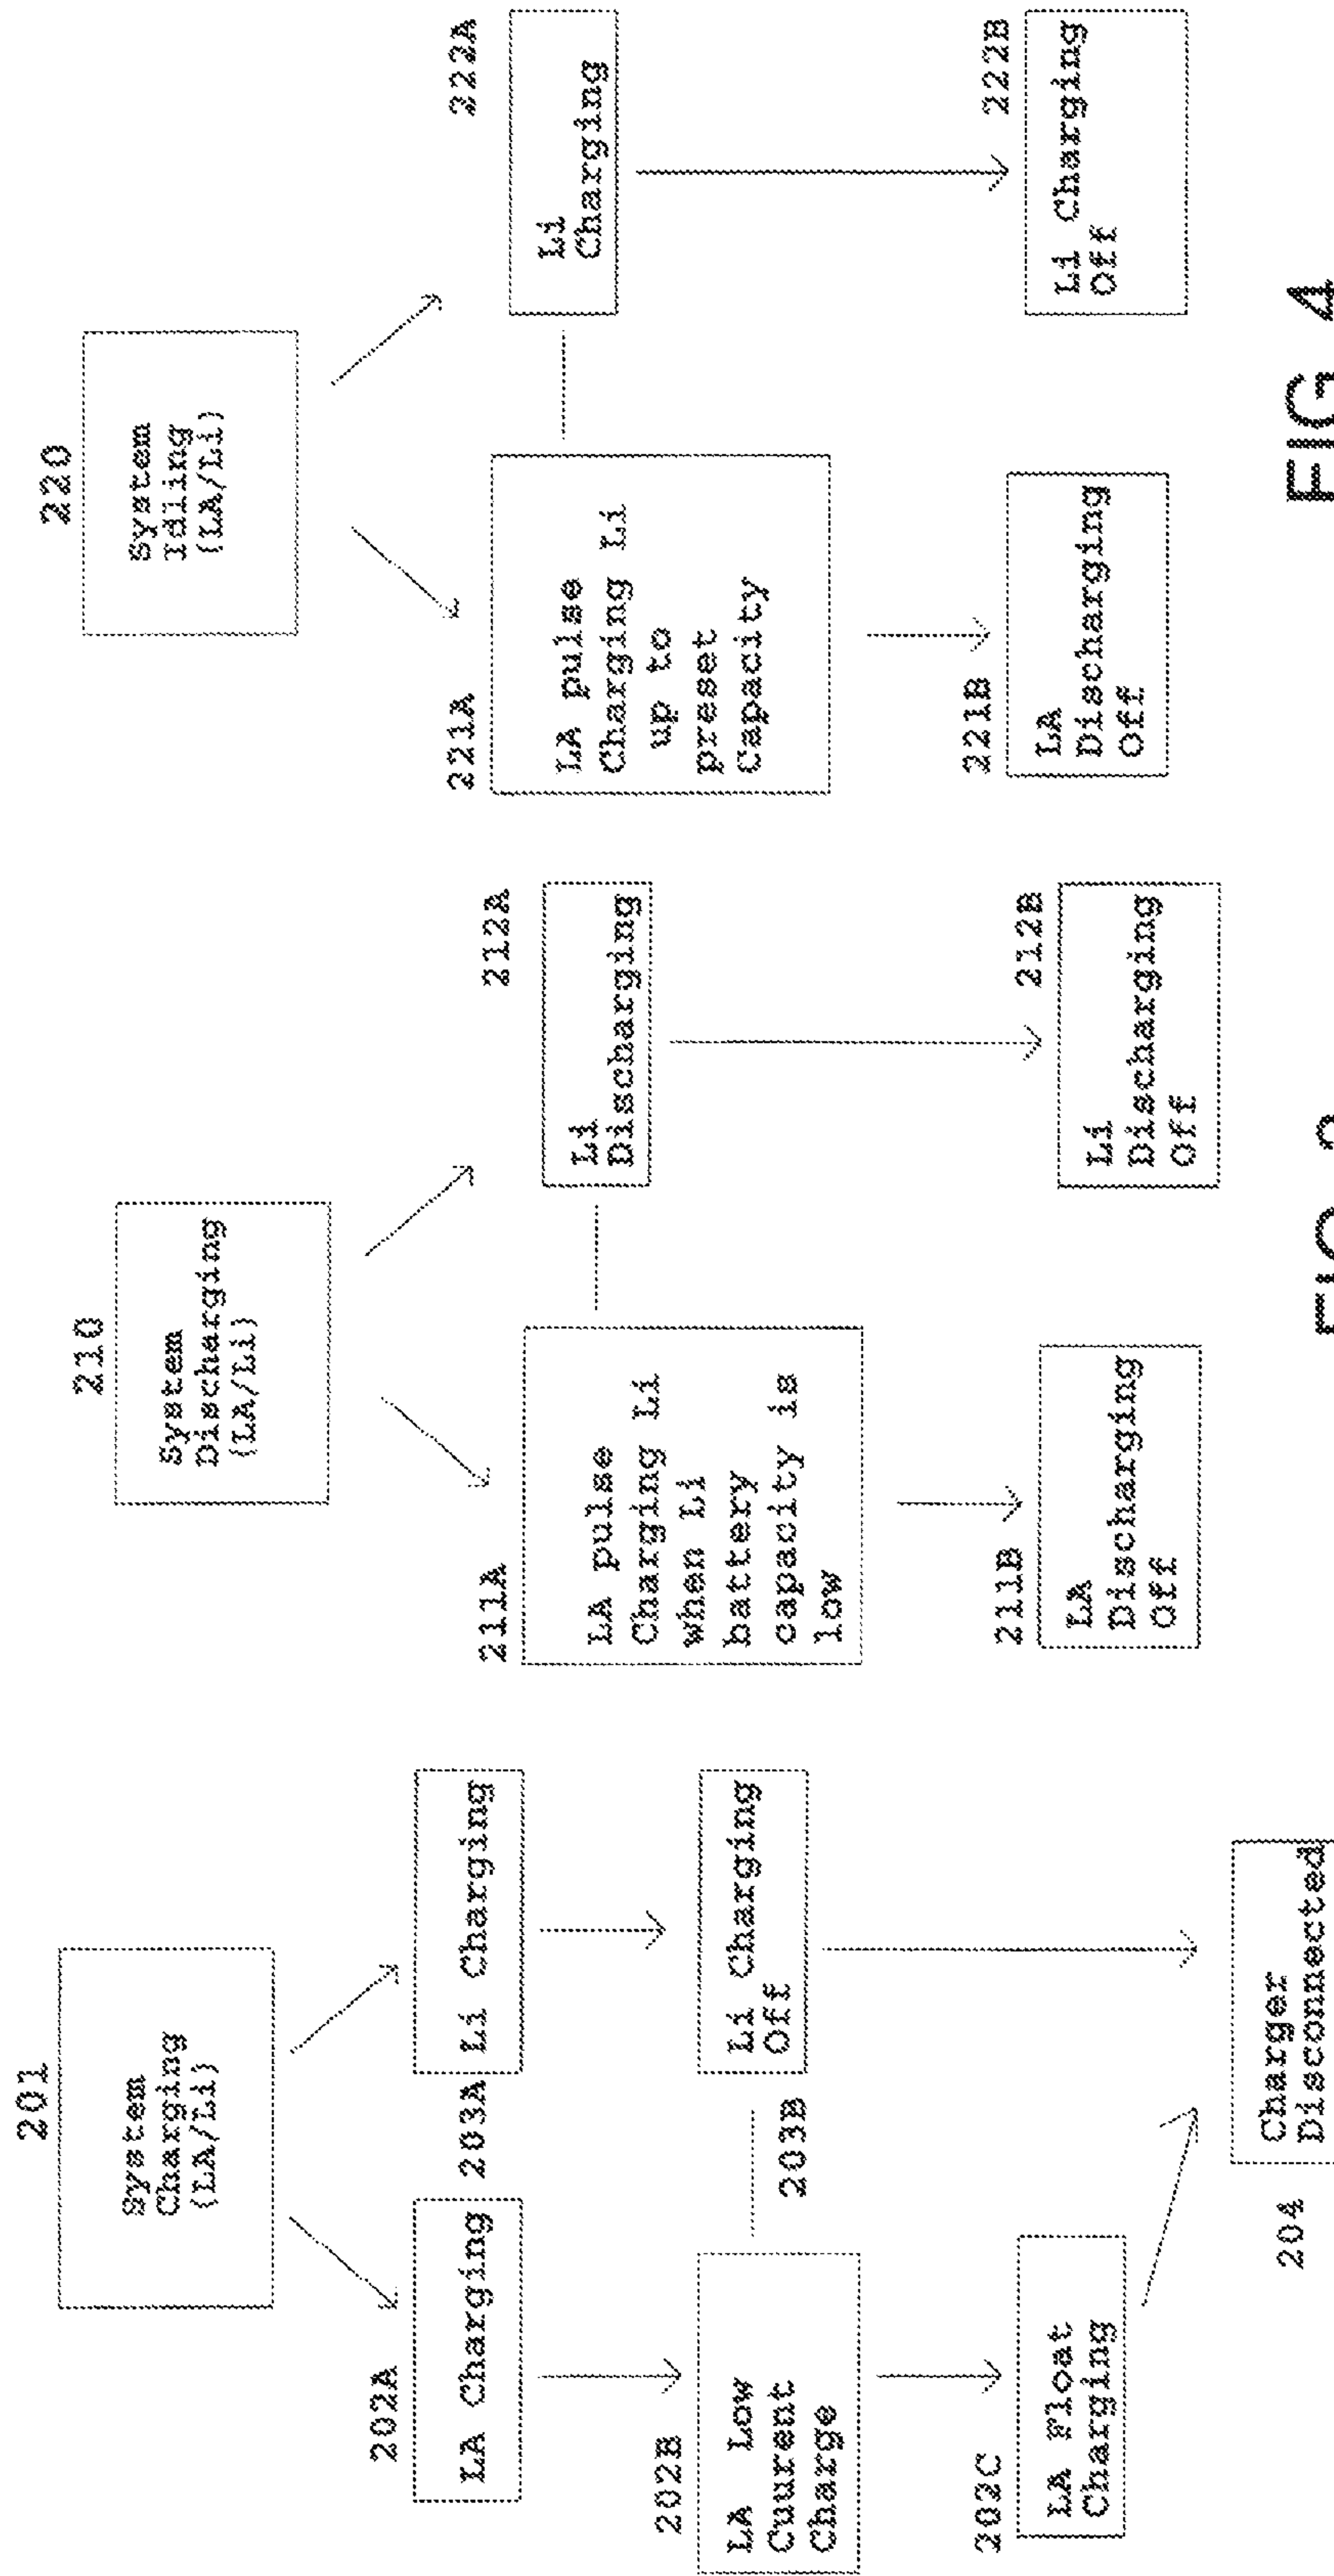 201
System
Charging
(LA/Li)
202A
LA Charging
203A
Li Charging
202B
LA Low
Cuurent
Charge
203B
Li Charging
Off
202C
LA Float
Charging
204
Charger
Disconnected
210
System
Discharging
(LA/Li)
211A
LA pulse
Charging Li
when Li
battery
capacity is
low
212A
Li
Discharging
211B
LA
Discharging
Off
212B
Li
Discharging
Off
FIG
220
System
Idling
(LA/Li)
221A
LA pulse
Charging Li
up to
preset
Capacity
222A
Li
Charging
221B
LA
Discharging
Off
222B
Li Charging
Off
FIG 4